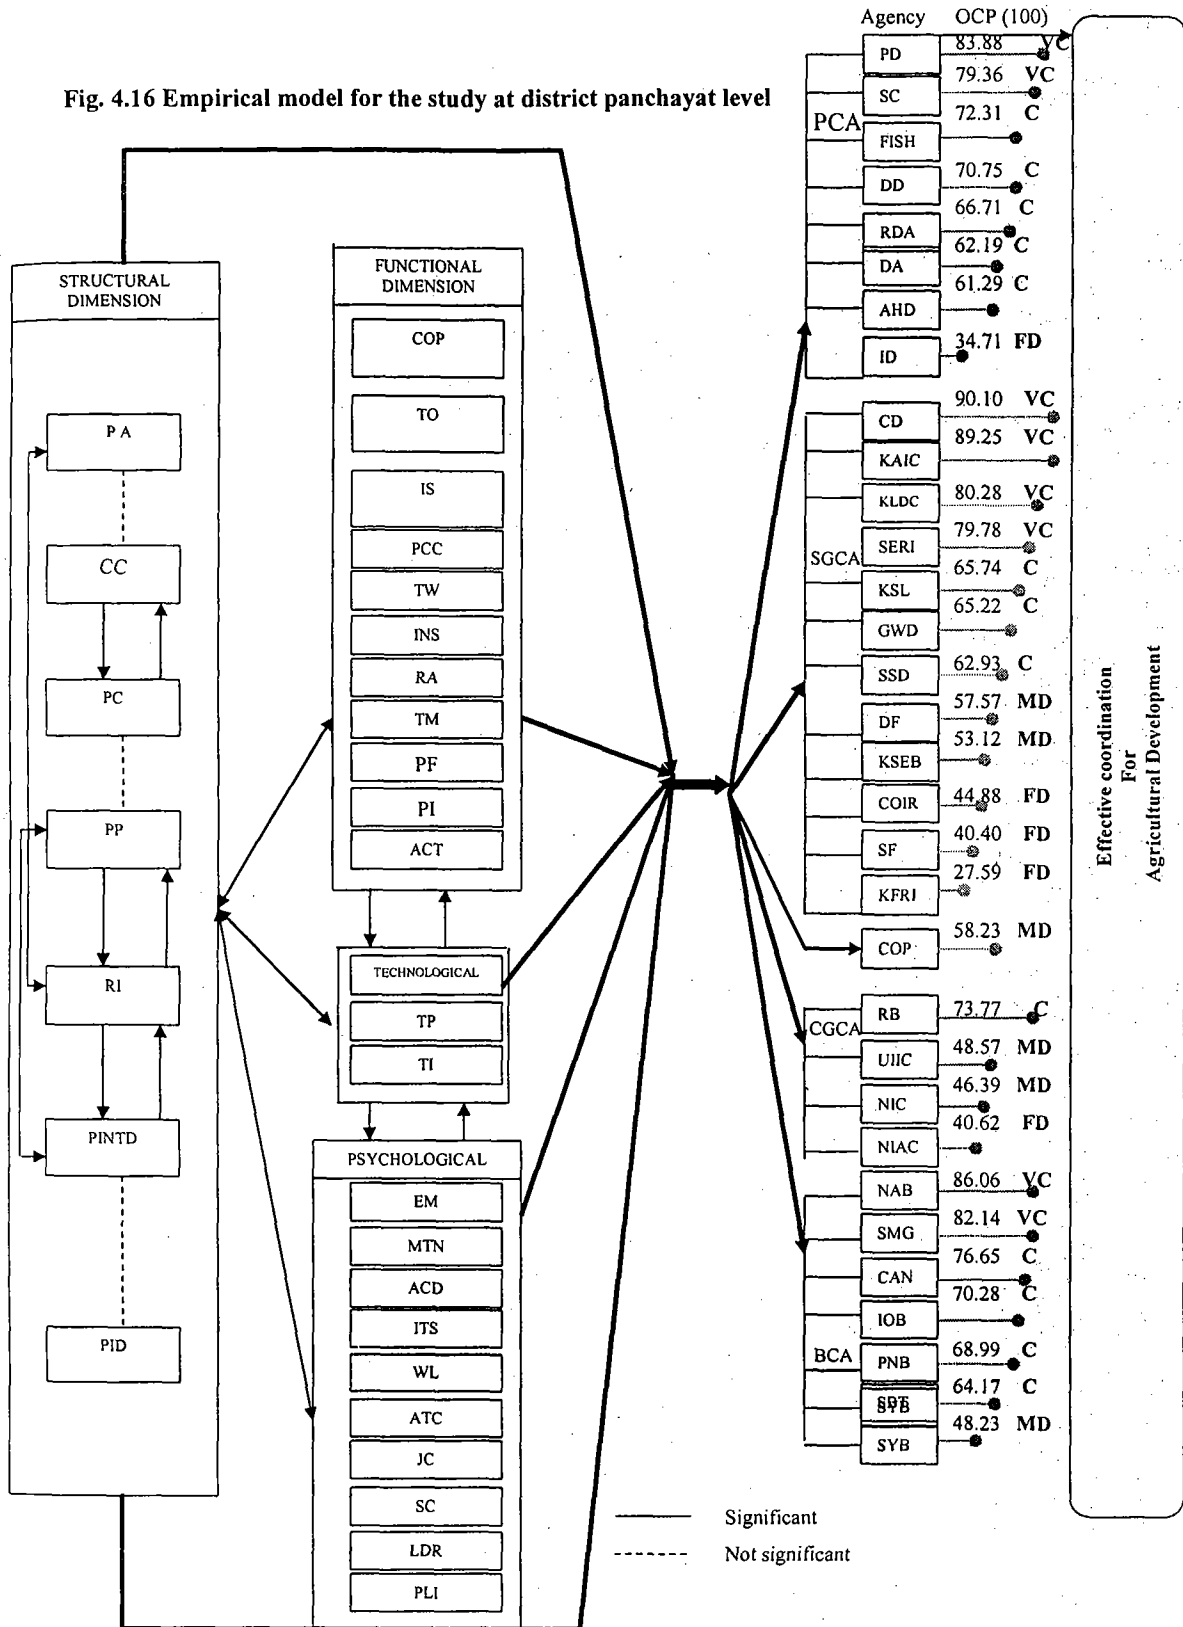 Agency OCP (100)
Fig. 4.16 Empirical model for the study at district panchayat level
STRUCTURAL
DIMENSION
P A
CC
PC
PP
RI
PINTD
PID
FUNCTIONAL
DIMENSION
COP
TO
IS
PCC
TW
INS
RA
TM
PF
PI
ACT
TECHNOLOGICAL
TP
TI
PSYCHOLOGICAL
EM
MTN
ACD
ITS
WL
ATC
JC
SC
LDR
PLI
PCA
PD 83.88 VC
SC 79.36 VC
FISH 72.31 C
DD 70.75 C
RDA 66.71 C
DA 62.19 C
AHD 61.29 C
ID 34.71 FD
SGCA
CD 90.10 VC
KAIC 89.25 VC
KLDC 80.28 VC
SERI 79.78 VC
KSL 65.74 C
GWD 65.22 C
SSD 62.93 C
DF 57.57 MD
KSEB 53.12 MD
COIR 44.88 FD
SF 40.40 FD
KFRI 27.59 FD
COP 58.23 MD
CGCA
RB 73.77 C
UIIC 48.57 MD
NIC 46.39 MD
NIAC 40.62 FD
BCA
NAB 86.06 VC
SMG 82.14 VC
CAN 76.65 C
IOB 70.28 C
PNB 68.99 C
64.17 C
SYB 48.23 MD
Effective coordination
For
Agricultural Development
Significant
Not significant